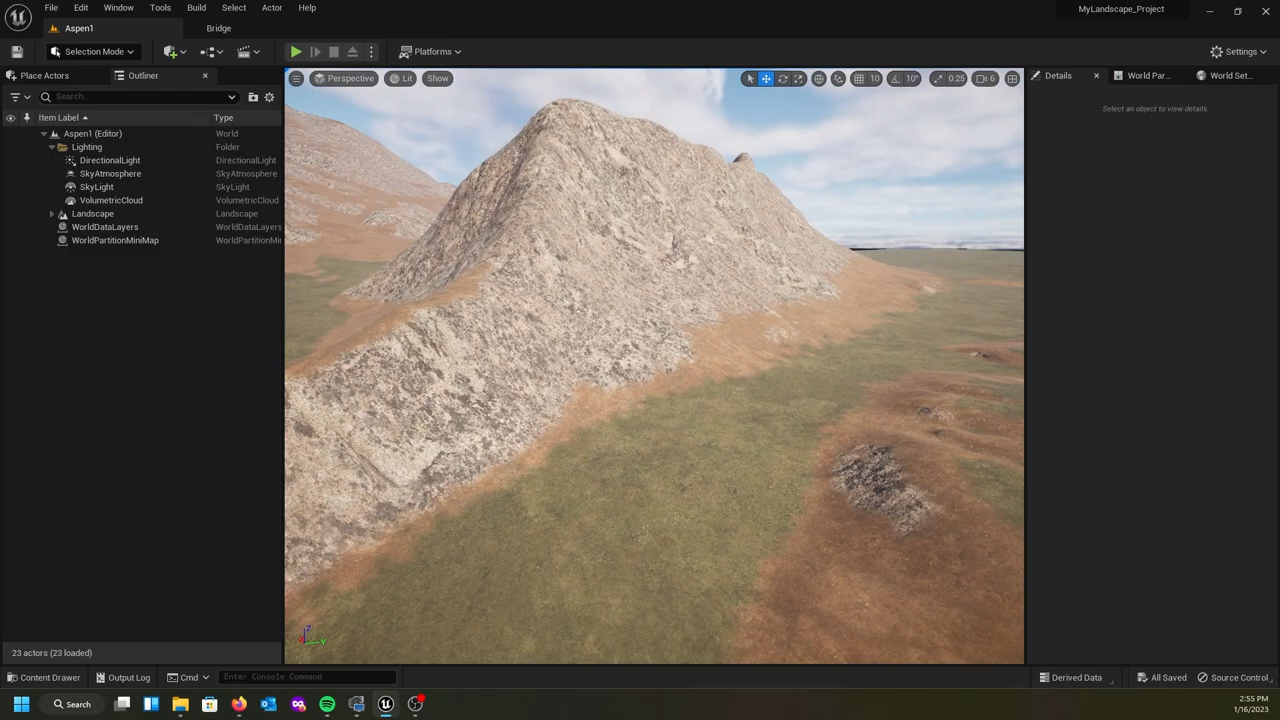 File Edit Window Tools Build Select Actor Help
MyLandscape_Project
Aspen1
Bridge
Selection Mode
Platforms
Settings
Place Actors
Outliner
Perspective
Lit
Show
10
10°
0.25
6
Details
World Par...
World Set...
Search...
Select an object to view details.
Item Label
Type
Aspen1 (Editor) World
Lighting Folder
DirectionalLight DirectionalLight
SkyAtmosphere SkyAtmosphere
SkyLight SkyLight
VolumetricCloud VolumetricCloud
Landscape Landscape
WorldDataLayers WorldDataLayers
WorldPartitionMiniMap WorldPartitionMi
Z
Y
23 actors (23 loaded)
Content Drawer
Output Log
Cmd
Enter Console Command
Derived Data
All Saved
Source Control
Search
2:55 PM
1/16/2023